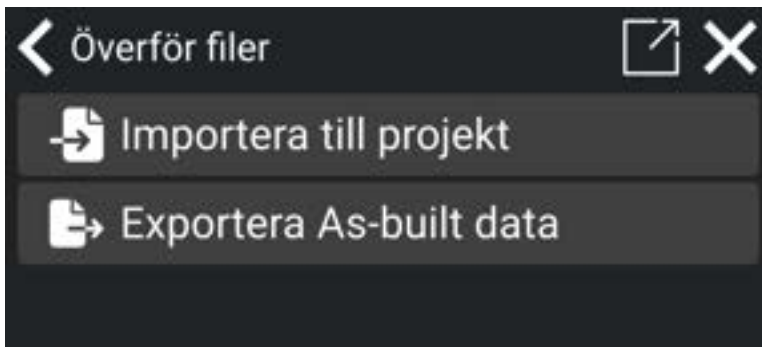 Överför filer
Importera till projekt
Exportera As-built data